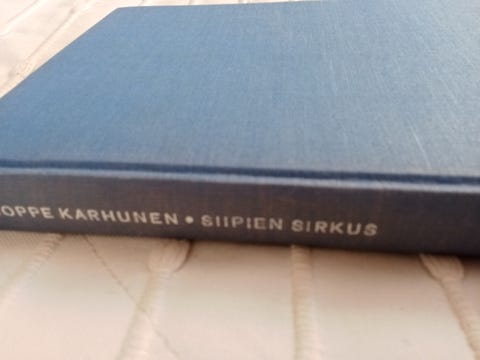 OPPE KARHUNEN • SIIPIEN SIRKUS